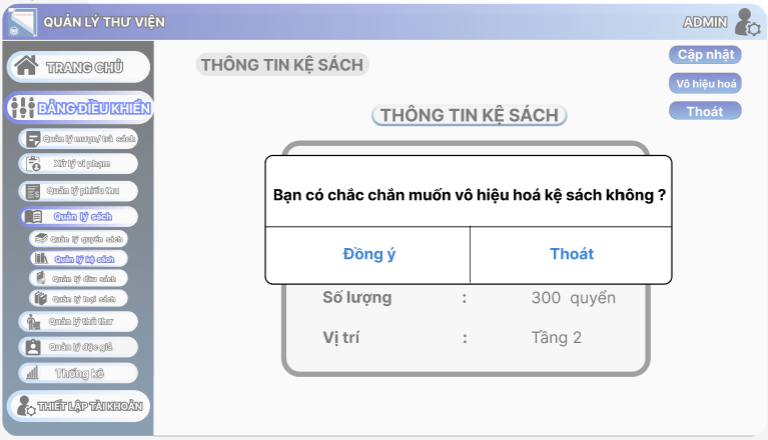 QUẢN LÝ THƯ VIỆN
ADMIN
TRANG CHỦ
BẢNG ĐIỀU KHIỂN
Quản lý mượn/ trả sách
Xử lý vi phạm
Quản lý phiếu thu
Quản lý sách
Quản lý quyển sách
Quản lý kệ sách
Quản lý đầu sách
Quản lý loại sách
Quản lý thủ thư
Quản lý độc giả
Thống kê
THIẾT LẬP TÀI KHOẢN
THÔNG TIN KỆ SÁCH
Cập nhật
Vô hiệu hoá
Thoát
THÔNG TIN KỆ SÁCH
Bạn có chắc chắn muốn vô hiệu hoá kệ sách không ?
Đồng ý Thoát
Số lượng : 300 quyển
Vị trí : Tầng 2